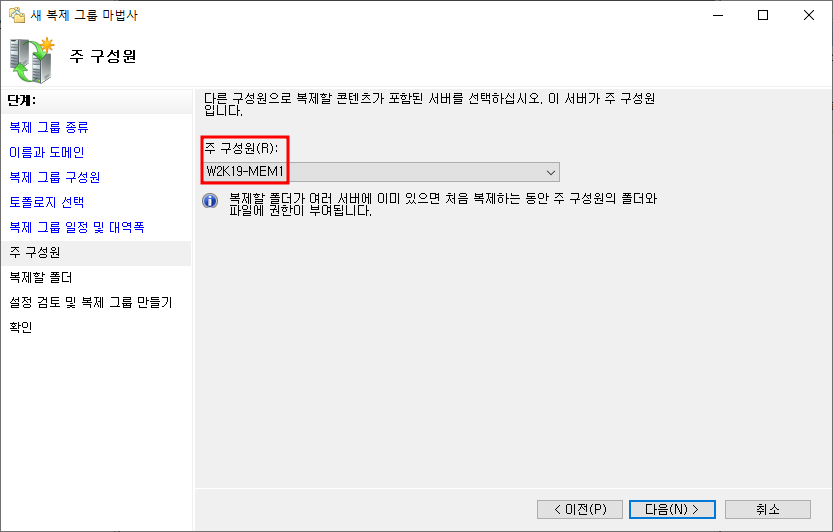 새 복제 그룹 마법사
주 구성원
단계:
복제 그룹 종류
이름과 도메인
복제 그룹 구성원
토폴로지 선택
복제 그룹 일정 및 대역폭
주 구성원
복제할 폴더
설정 검토 및 복제 그룹 만들기
확인
다른 구성원으로 복제할 콘텐츠가 포함된 서버를 선택하십시오. 이 서버가 주 구성원
입니다.
주 구성원(R):
W2K19-MEM1
복제할 폴더가 여러 서버에 이미 있으면 처음 복제하는 동안 주 구성원의 폴더와
파일에 권한이 부여됩니다.
< 이전(P)
다음(N) >
취소